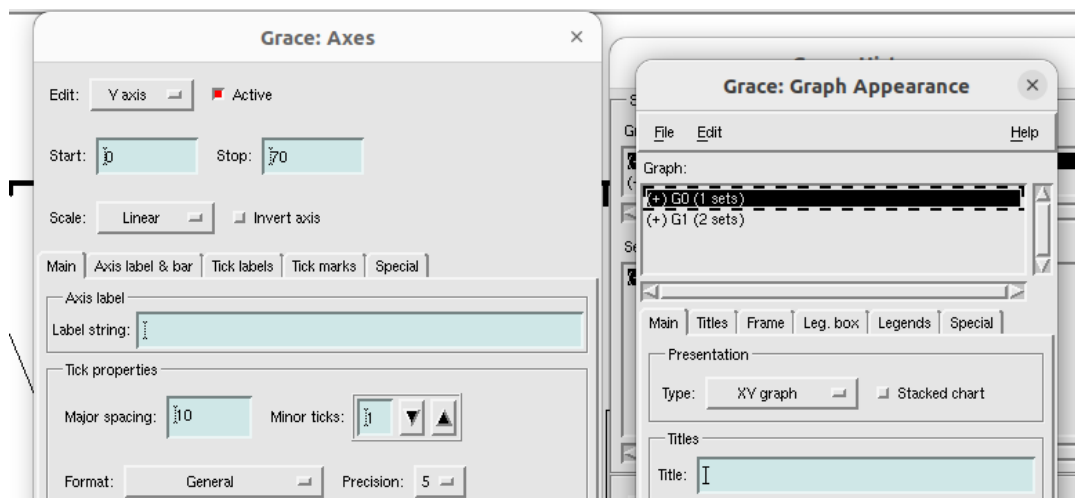 Grace: Axes
Edit: Y axis Active
Start: 0 Stop: 70
Scale: Linear Invert axis
Main Axis label & bar Tick labels Tick marks Special
Axis label
Label string:
Tick properties
Major spacing: 10 Minor ticks: 1
Format: General Precision: 5
Grace: Graph Appearance
File Edit Help
Graph:
(+) G0 (1 sets)
(+) G1 (2 sets)
Main Titles Frame Leg. box Legends Special
Presentation
Type: XY graph Stacked chart
Titles
Title: